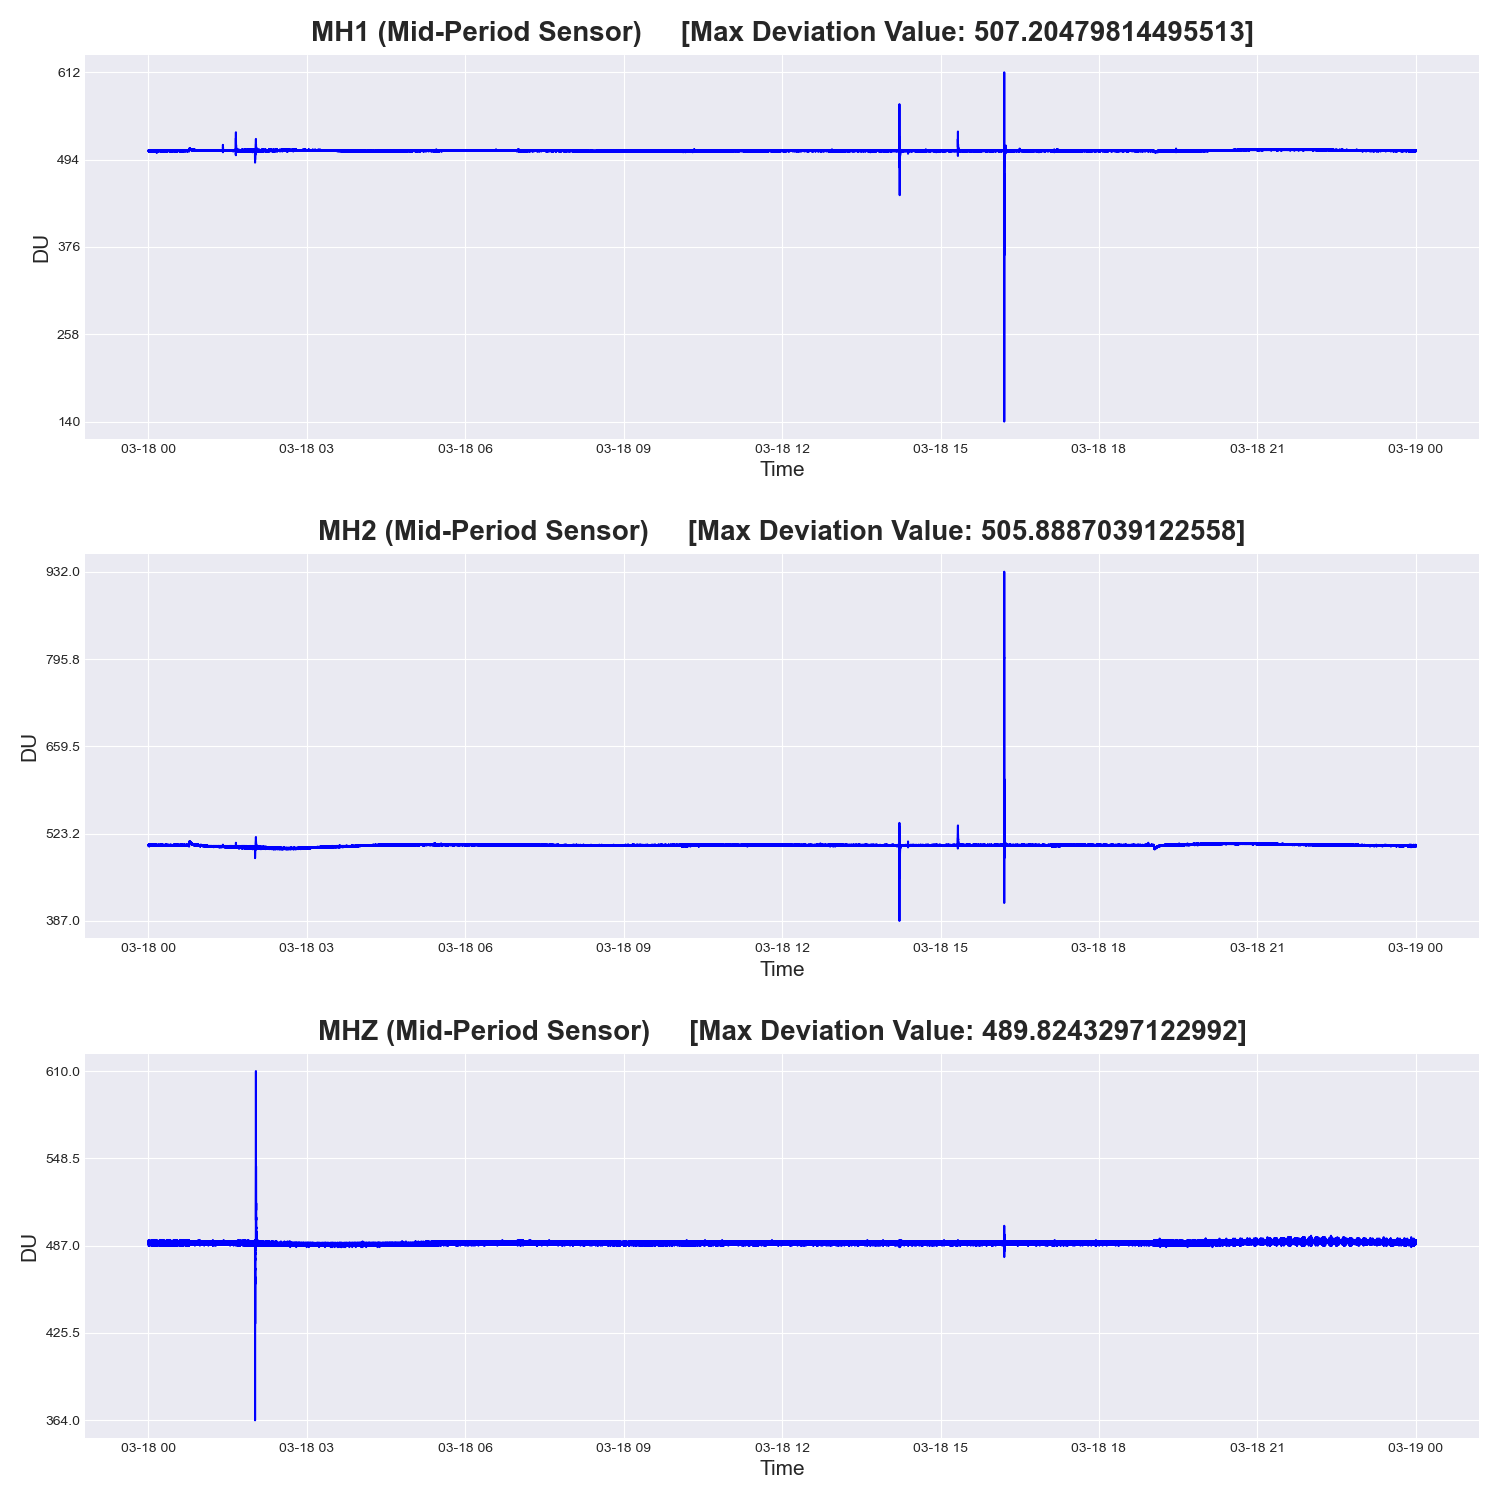 MH1 (Mid-Period Sensor) [Max Deviation Value: 507.20479814495513]
612
494
376
258
140
DU
03-18 00 03-18 03 03-18 06 03-18 09 03-18 12 03-18 15 03-18 18 03-18 21 03-19 00
Time
MH2 (Mid-Period Sensor) [Max Deviation Value: 505.8887039122558]
932.0
795.8
659.5
523.2
387.0
DU
03-18 00 03-18 03 03-18 06 03-18 09 03-18 12 03-18 15 03-18 18 03-18 21 03-19 00
Time
MHZ (Mid-Period Sensor) [Max Deviation Value: 489.8243297122992]
610.0
548.5
487.0
425.5
364.0
DU
03-18 00 03-18 03 03-18 06 03-18 09 03-18 12 03-18 15 03-18 18 03-18 21 03-19 00
Time